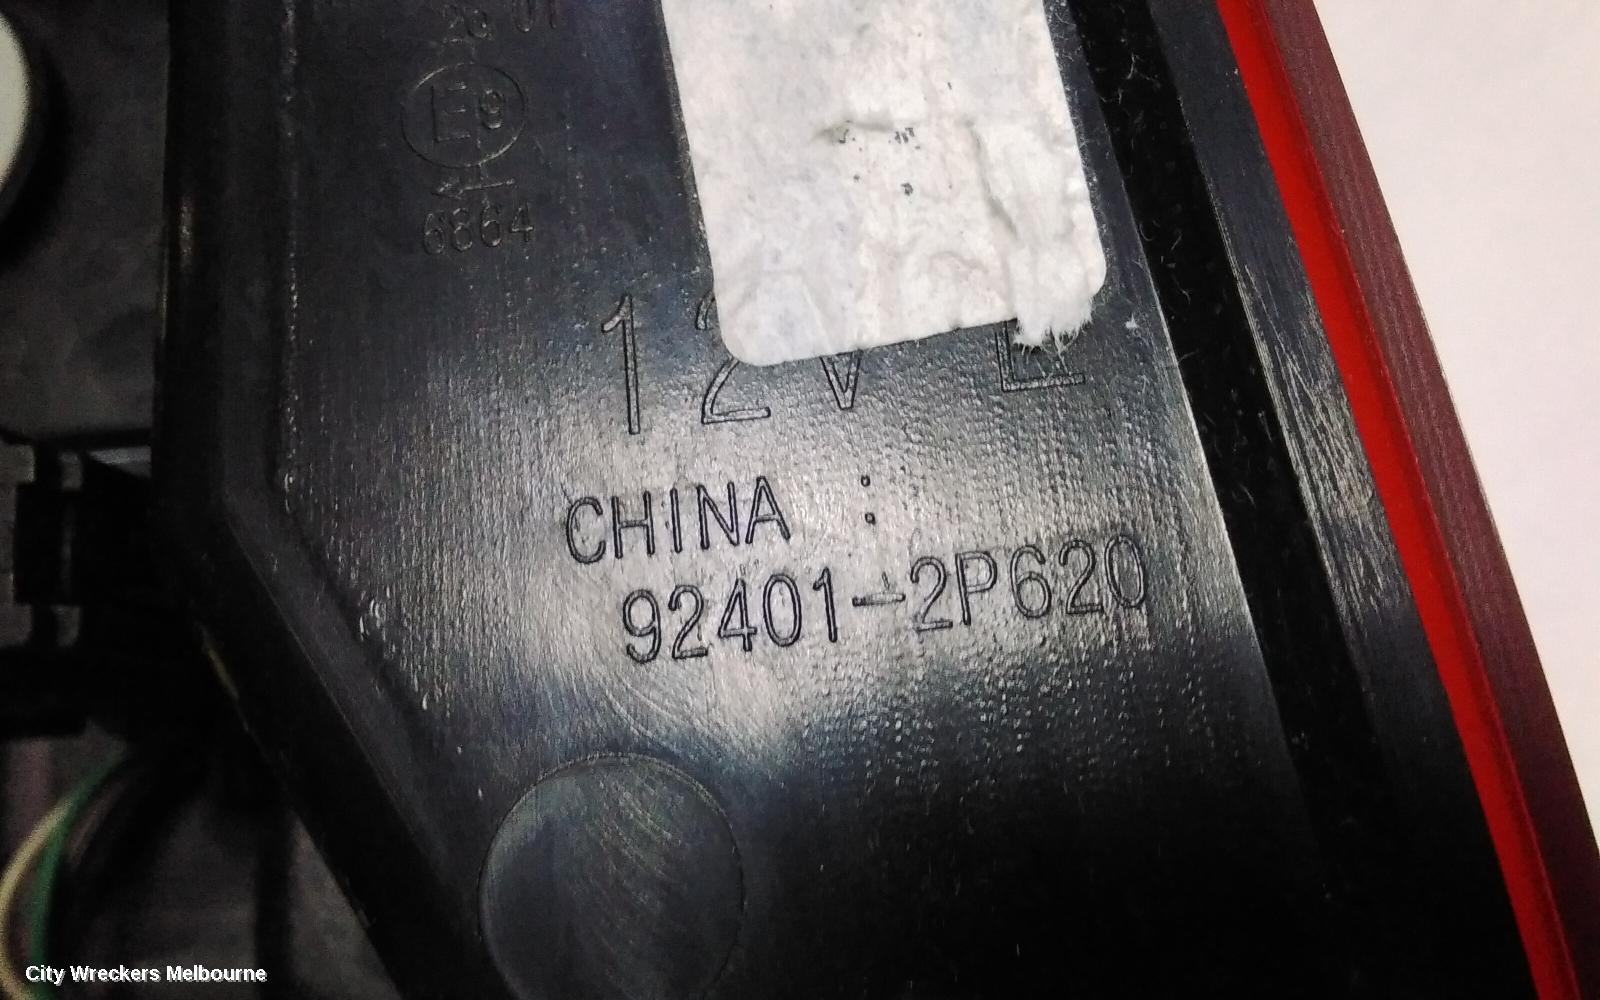 E9
6864
12V L
CHINA :
92401-2P620
City Wreckers Melbourne